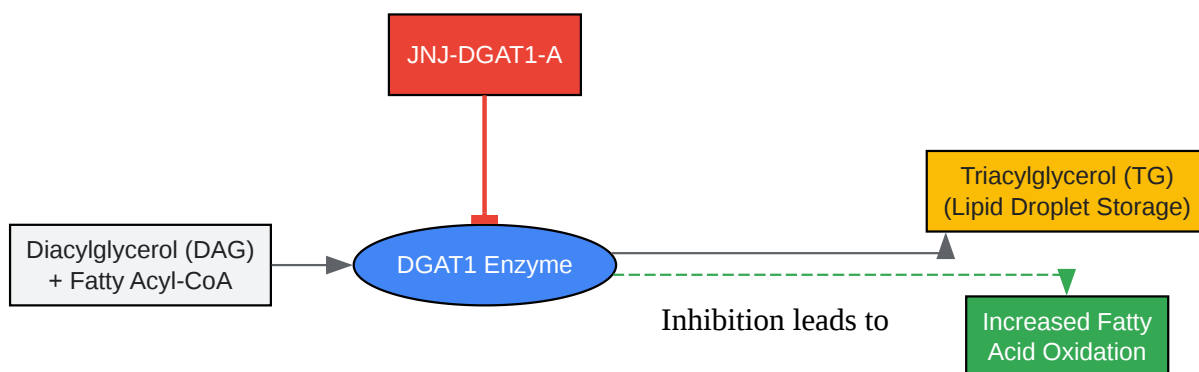 JNJ-DGAT1-A
Triacylglycerol (TG)
(Lipid Droplet Storage)
Diacylglycerol (DAG)
+ Fatty Acyl-CoA
DGAT1 Enzyme
Inhibition leads to
Increased Fatty
Acid Oxidation